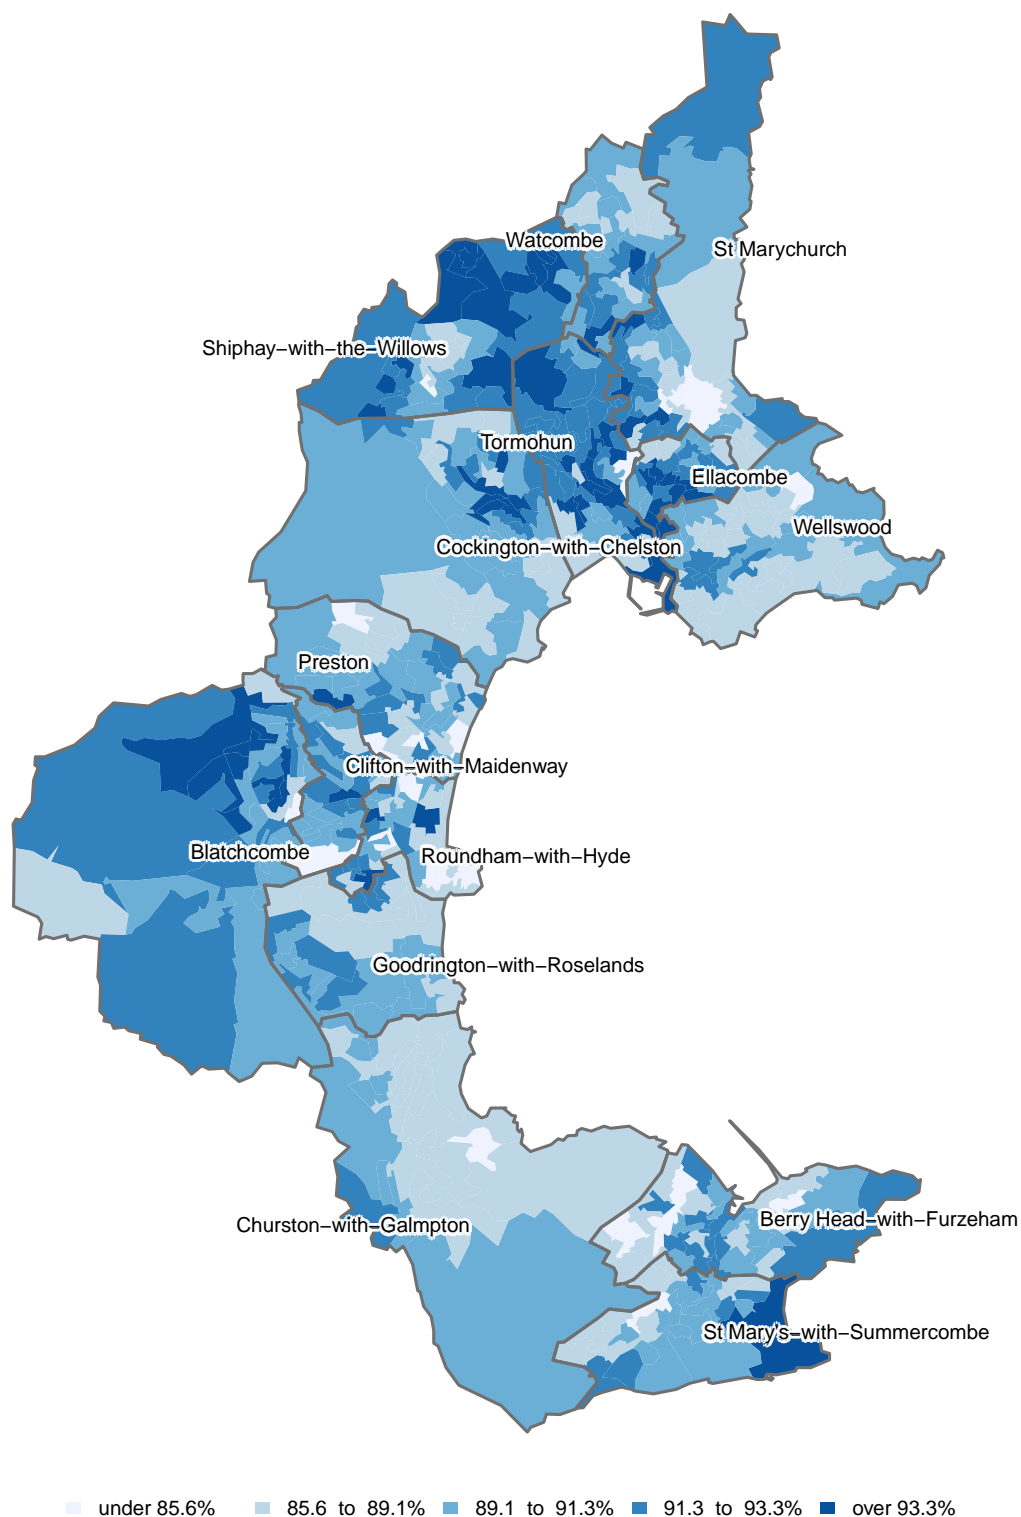 Watcombe
St Marychurch
Shiphay−with−the−Willows
Tormohun
Ellacombe
Wellswood
Cockington−with−Chelston
Preston
Clifton−with−Maidenway
Blatchcombe
Roundham−with−Hyde
Goodrington−with−Roselands
Churston−with−Galmpton
Berry Head−with−Furzeham
St Mary's−with−Summercombe
under 85.6% 85.6 to 89.1% 89.1 to 91.3% 91.3 to 93.3% over 93.3%